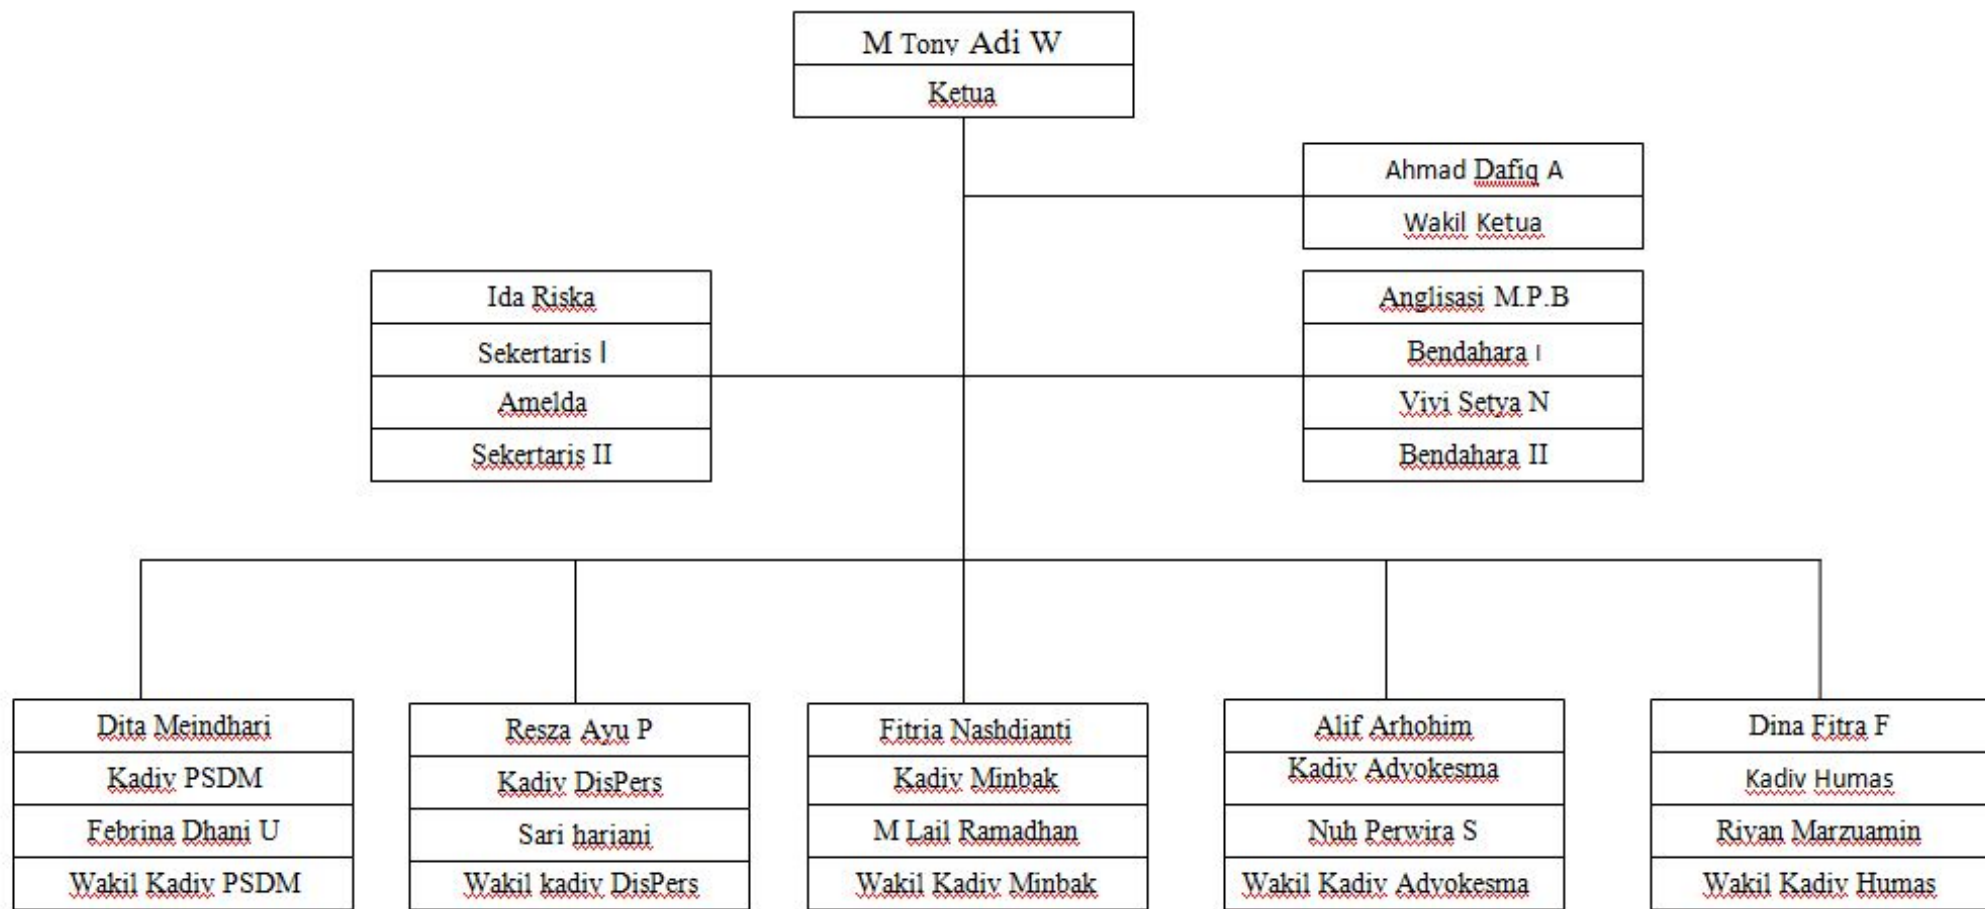 M Tony Adi W
Ketua
Ahmad Dafiq A
Wakil Ketua
Ida Riska
Sekertaris I
Amelda
Sekertaris II
Anglisasi M.P.B
Bendahara I
Vivi Setya N
Bendahara II
Dita Meindhari
Kadiv PSDM
Febrina Dhani U
Wakil Kadiv PSDM
Resza Ayu P
Kadiv DisPers
Sari hariani
Wakil kadiv DisPers
Fitria Nashdianti
Kadiv Minbak
M Lail Ramadhan
Wakil Kadiv Minbak
Alif Arhohim
Kadiv Advokesma
Nuh Perwira S
Wakil Kadiv Advokesma
Dina Fitra F
Kadiv Humas
Riyan Marzuamin
Wakil Kadiv Humas